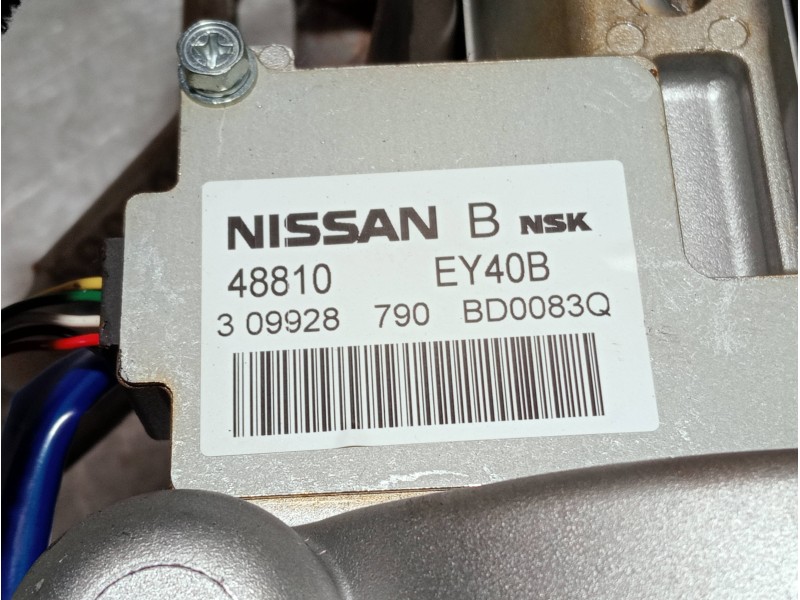 NISSAN B NSK
48810 EY40B
3 09928 790 BD0083Q